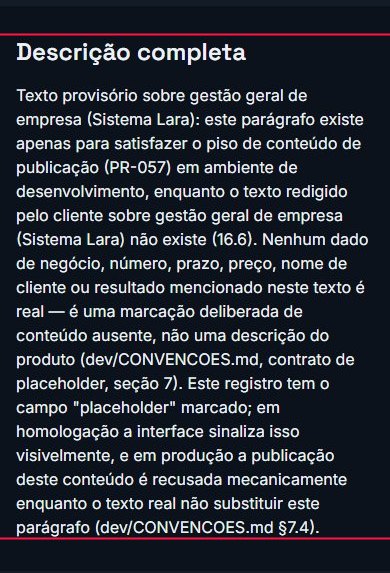 Descrição completa
Texto provisório sobre gestão geral de
empresa (Sistema Lara): este parágrafo existe
apenas para satisfazer o piso de conteúdo de
publicação (PR-057) em ambiente de
desenvolvimento, enquanto o texto redigido
pelo cliente sobre gestão geral de empresa
(Sistema Lara) não existe (16.6). Nenhum dado
de negócio, número, prazo, preço, nome de
cliente ou resultado mencionado neste texto é
real — é uma marcação deliberada de
conteúdo ausente, não uma descrição do
produto (dev/CONVENCOES.md, contrato de
placeholder, seção 7). Este registro tem o
campo "placeholder" marcado; em
homologação a interface sinaliza isso
visivelmente, e em produção a publicação
deste conteúdo é recusada mecanicamente
enquanto o texto real não substituir este
parágrafo (dev/CONVENCOES.md §7.4).